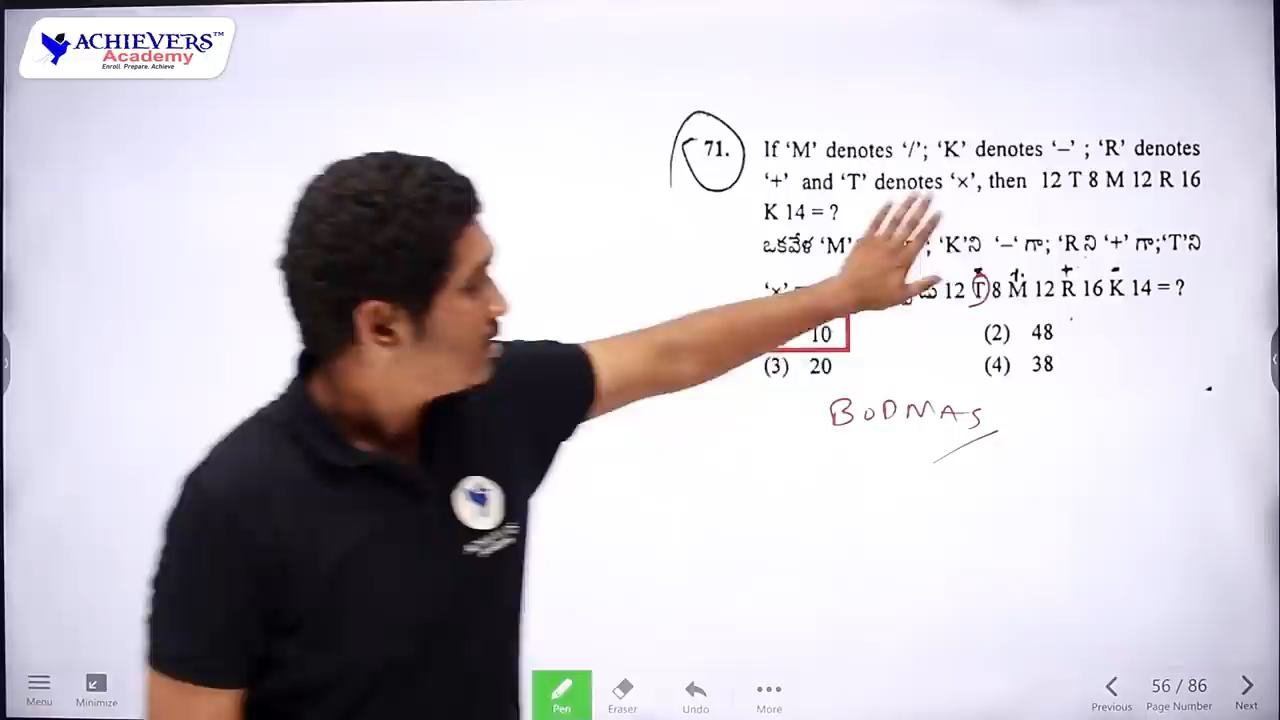 ACHIEVERS™
Academy
Enroll. Prepare. Achieve
71. If ‘M’ denotes ‘/’; ‘K’ denotes ‘–’ ; ‘R’ denotes
‘+’ and ‘T’ denotes ‘×’, then 12 T 8 M 12 R 16
K 14 = ?
ఒకవేళ ‘M’ ; ‘K’ని ‘–‘ గా; ‘R ని ‘+’ గా;‘T’ని
‘×’ 12 T 8 M 12 R 16 K 14 = ?
10 (2) 48
(3) 20 (4) 38
BODMAS
Menu Minimize Pen Eraser Undo More Previous 56 / 86 Page Number Next